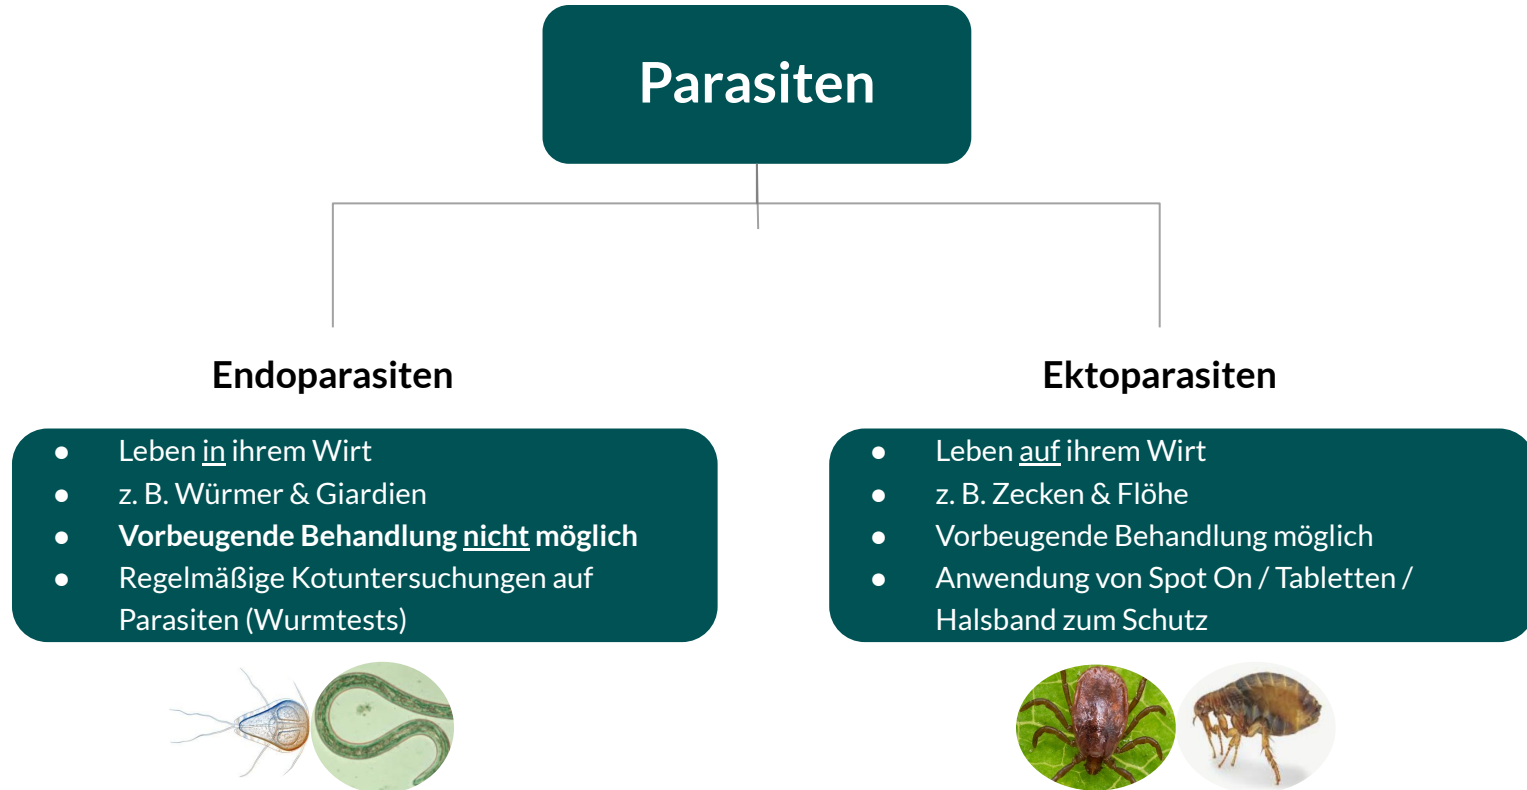 Parasiten
Endoparasiten
● Leben in ihrem Wirt
● z. B. Würmer & Giardien
● Vorbeugende Behandlung nicht möglich
● Regelmäßige Kotuntersuchungen auf
Parasiten (Wurmtests)
Ektoparasiten
● Leben auf ihrem Wirt
● z. B. Zecken & Flöhe
● Vorbeugende Behandlung möglich
● Anwendung von Spot On / Tabletten /
Halsband zum Schutz